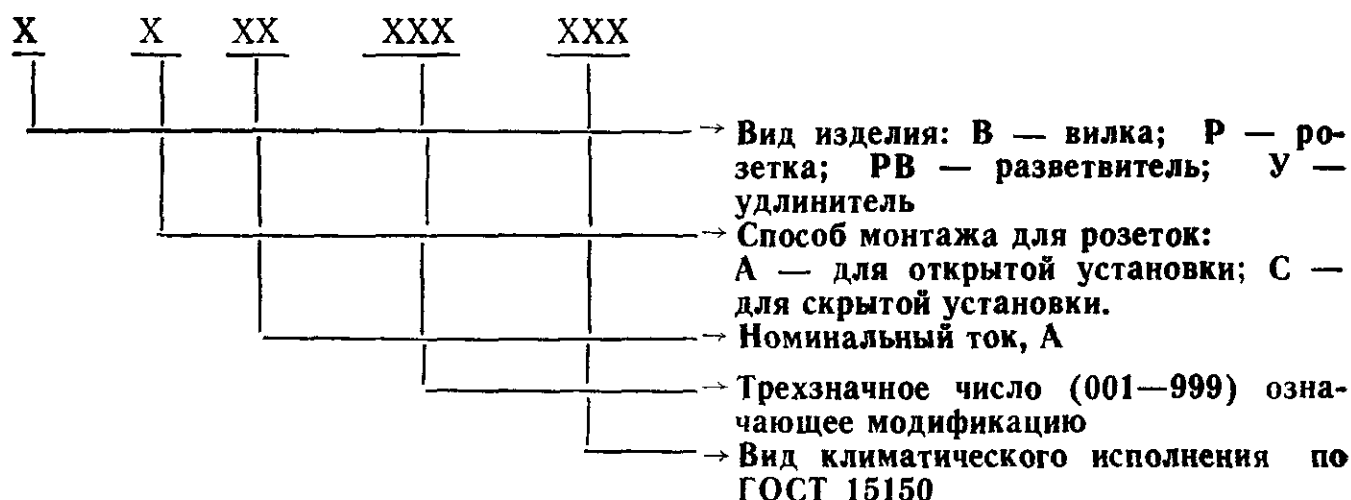 X X XX XXX XXX
→ Вид изделия: В — вилка; Р — ро-
зетка; РВ — разветвитель; У —
удлинитель
→ Способ монтажа для розеток:
А — для открытой установки; С —
для скрытой установки.
→ Номинальный ток, А
→ Трехзначное число (001—999) озна-
чающее модификацию
→ Вид климатического исполнения по
ГОСТ 15150